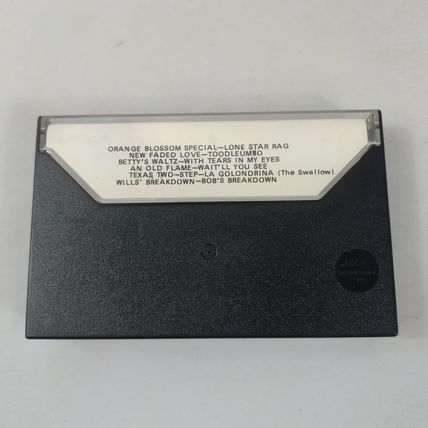 ORANGE BLOSSOM SPECIAL—LONE STAR RAG
NEW FADED LOVE—TOODLEUMBO
BETTY'S WALTZ—WITH TEARS IN MY EYES
AN OLD FLAME—WAIT'LL YOU SEE
TEXAS TWO—STEP—LA GOLONDRINA (The Swallow)
WILLS' BREAKDOWN—BOB'S BREAKDOWN